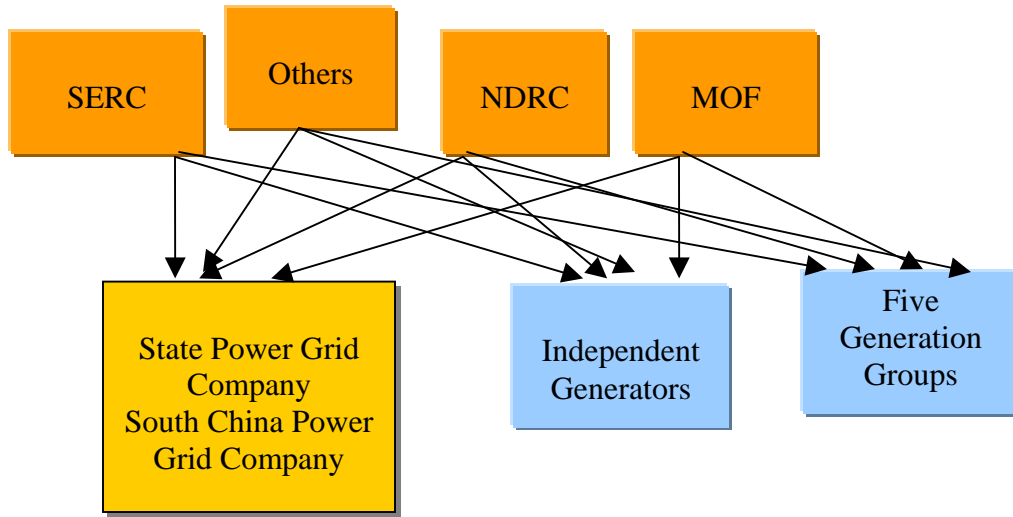 SERC
Others
NDRC
MOF
State Power Grid
Company
South China Power
Grid Company
Independent
Generators
Five
Generation
Groups